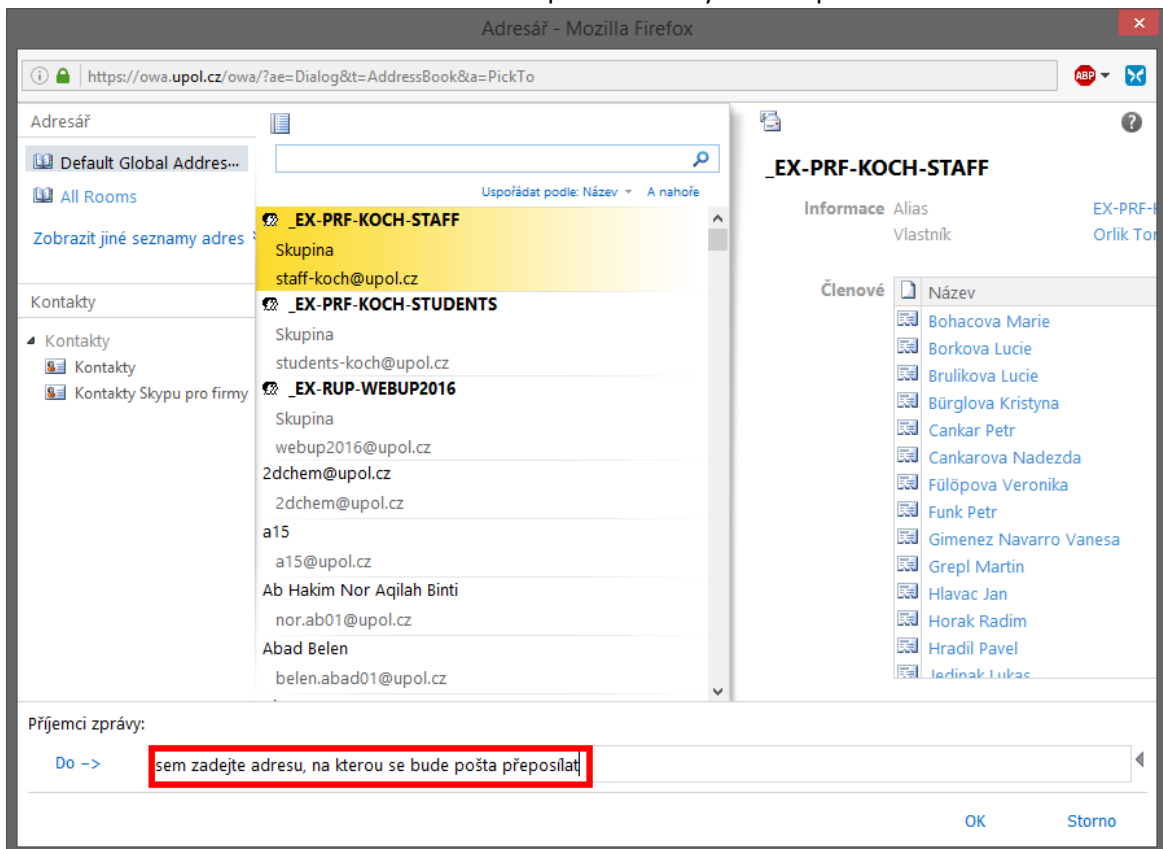 Adresář - Mozilla Firefox
https://owa.upol.cz/owa/?ae=Dialog&t=AddressBook&a=PickTo
ABP
Adresář
Default Global Addres...
All Rooms
Zobrazit jiné seznamy adres
Kontakty
Kontakty
Kontakty
Kontakty Skypu pro firmy
Uspořádat podle: Název A nahoře
_EX-PRF-KOCH-STAFF
Skupina
staff-koch@upol.cz
_EX-PRF-KOCH-STUDENTS
Skupina
students-koch@upol.cz
_EX-RUP-WEBUP2016
Skupina
webup2016@upol.cz
2dchem@upol.cz
2dchem@upol.cz
a15
a15@upol.cz
Ab Hakim Nor Aqilah Binti
nor.ab01@upol.cz
Abad Belen
belen.abad01@upol.cz
_EX-PRF-KOCH-STAFF
Informace Alias EX-PRF-
Vlastník Orlik Tor
Členové Název
Bohacova Marie
Borkova Lucie
Brulikova Lucie
Bürglova Kristyna
Cankar Petr
Cankarova Nadezda
Fülöpova Veronika
Funk Petr
Gimenez Navarro Vanesa
Grepl Martin
Hlavac Jan
Horak Radim
Hradil Pavel
Jedinak Lukas
Příjemci zprávy:
Do -> sem zadejte adresu, na kterou se bude pošta přeposílat
OK Storno